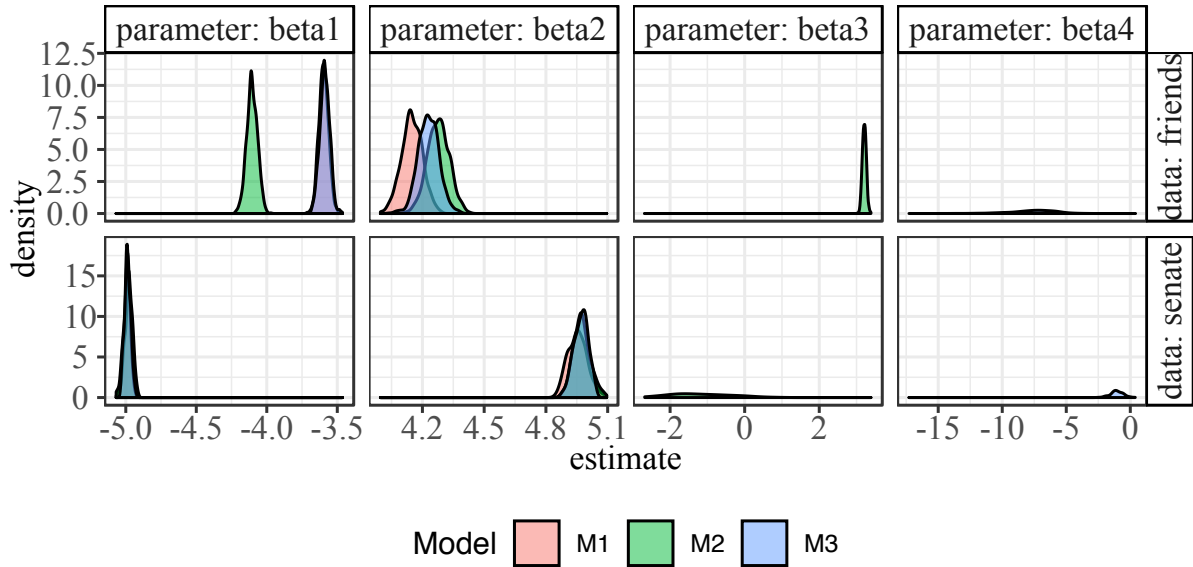 parameter: beta1 parameter: beta2 parameter: beta3 parameter: beta4
12.5
10.0
7.5
5.0
2.5
0.0
data: friends
density
15
10
5
0
data: senate
-5.0 -4.5 -4.0 -3.5 4.2 4.5 4.8 5.1 -2 0 2 -15 -10 -5 0
estimate
Model M1 M2 M3